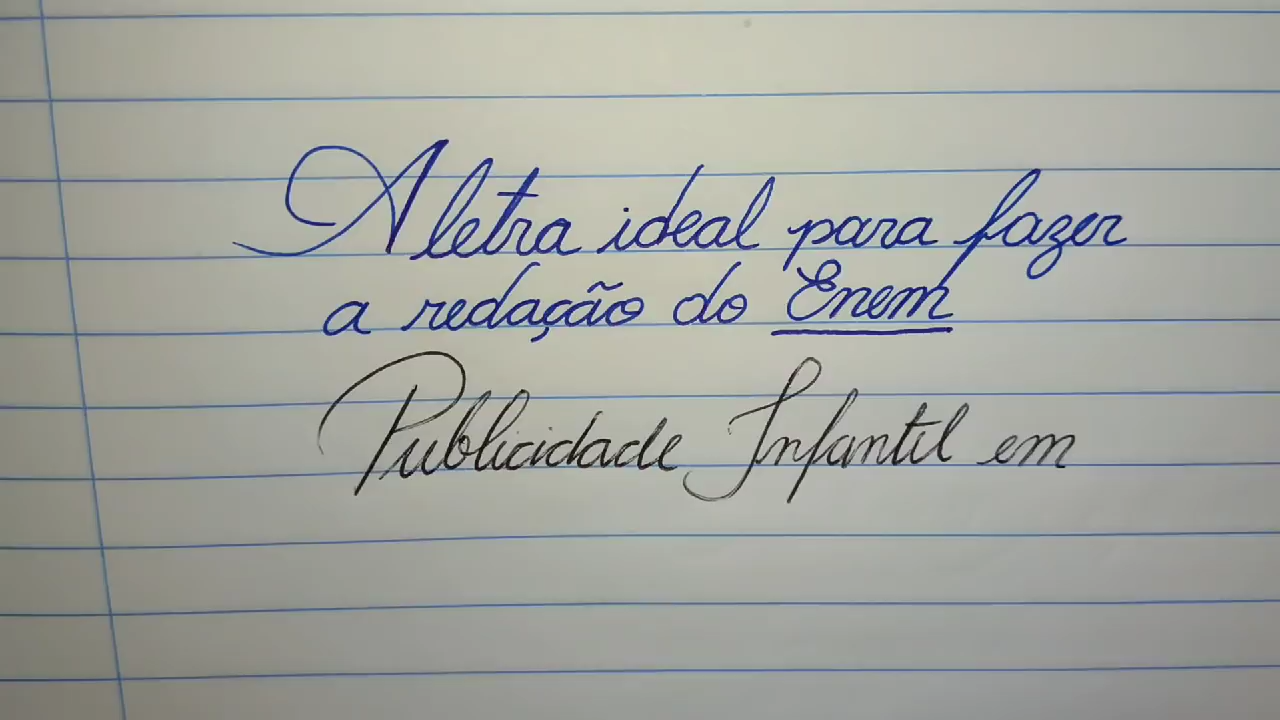 A letra ideal para fazer
a redação do Enem
Publicidade Infantil em